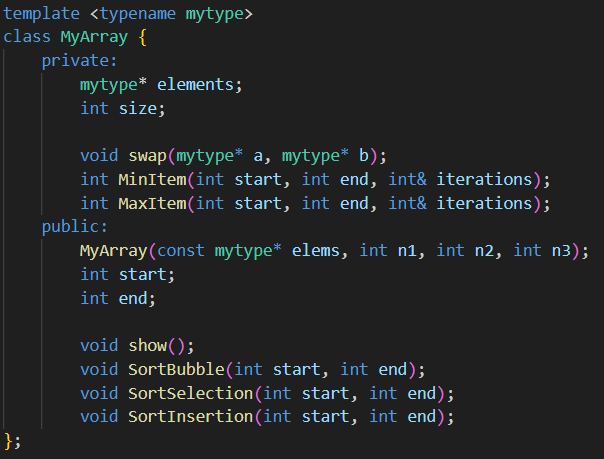 template <typename mytype>
class MyArray {
    private:
        mytype* elements;
        int size;

        void swap(mytype* a, mytype* b);
        int MinItem(int start, int end, int& iterations);
        int MaxItem(int start, int end, int& iterations);
    public:
        MyArray(const mytype* elems, int n1, int n2, int n3);
        int start;
        int end;

        void show();
        void SortBubble(int start, int end);
        void SortSelection(int start, int end);
        void SortInsertion(int start, int end);
};